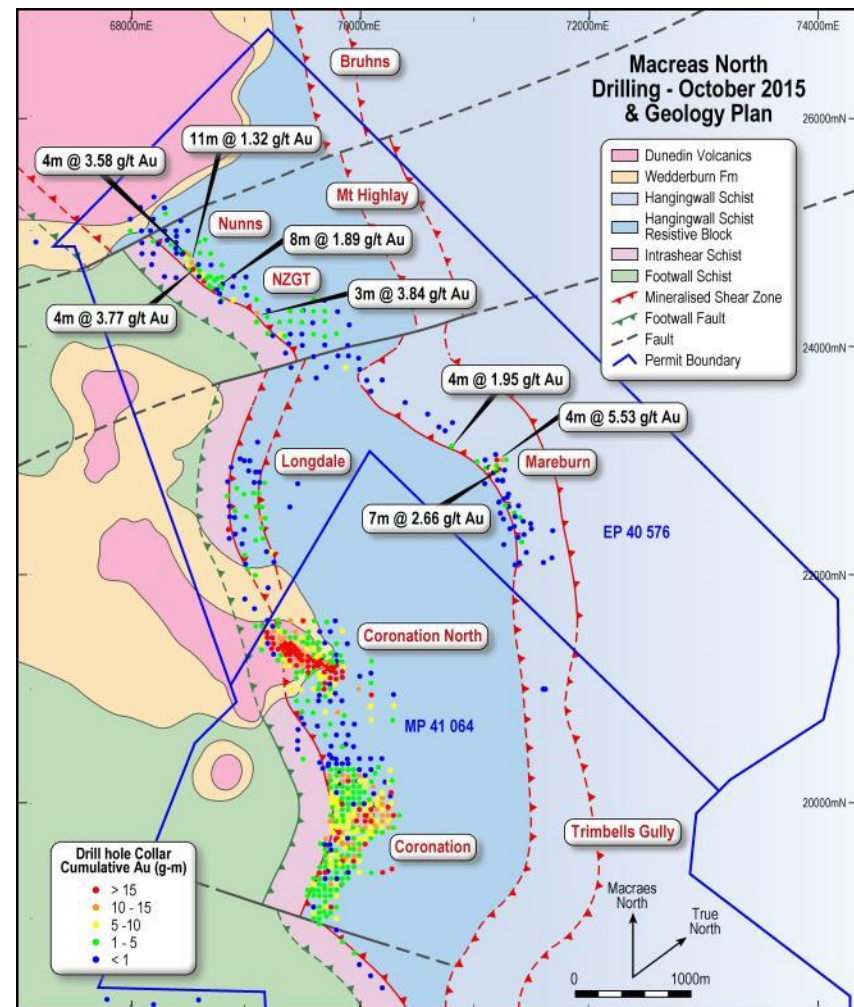 68000mE
70000mE
72000mE
74000mE
Macreas North
Drilling - October 2015
& Geology Plan
Bruhns
26000mN
11m @ 1.32 g/t Au
4m @ 3.58 g/t Au
Dunedin Volcanics
Wedderburn Fm
Hangingwall Schist
Hangingwall Schist
Resistive Block
Intrashear Schist
Footwall Schist
Mineralised Shear Zone
Footwall Fault
Fault
Permit Boundary
Mt Highlay
Nunns
8m @ 1.89 g/t Au
NZGT
3m @ 3.84 g/t Au
4m @ 3.77 g/t Au
24000mN
4m @ 1.95 g/t Au
4m @ 5.53 g/t Au
Longdale
Mareburn
7m @ 2.66 g/t Au
EP 40 576
22000mN
Coronation North
MP 41 064
20000mN
Trimbells Gully
Coronation
Drill hole Collar
Cumulative Au (g-m)
> 15
10 - 15
5 -10
1 - 5
< 1
Macraes
North
True
North
0
1000m
68000mE
70000mE
72000mE